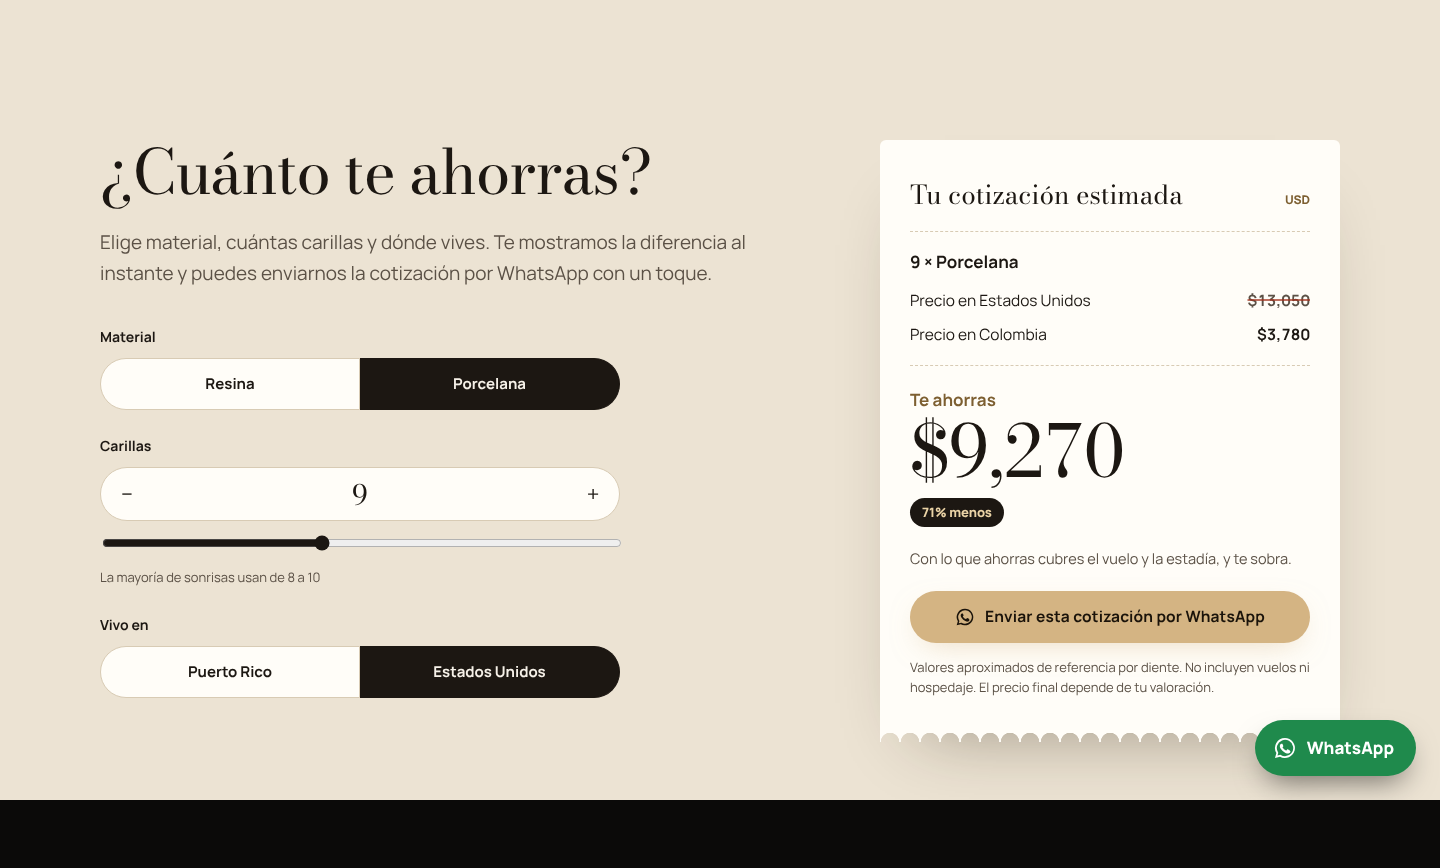 ¿Cuánto te ahorras?
Elige material, cuántas carillas y dónde vives. Te mostramos la diferencia al
instante y puedes enviarnos la cotización por WhatsApp con un toque.
Material
Resina
Porcelana
Carillas
− 9 +
La mayoría de sonrisas usan de 8 a 10
Vivo en
Puerto Rico
Estados Unidos
Tu cotización estimada USD
9 × Porcelana
Precio en Estados Unidos $13,050
Precio en Colombia $3,780
Te ahorras
$9,270
71% menos
Con lo que ahorras cubres el vuelo y la estadía, y te sobra.
Enviar esta cotización por WhatsApp
Valores aproximados de referencia por diente. No incluyen vuelos ni
hospedaje. El precio final depende de tu valoración.
WhatsApp